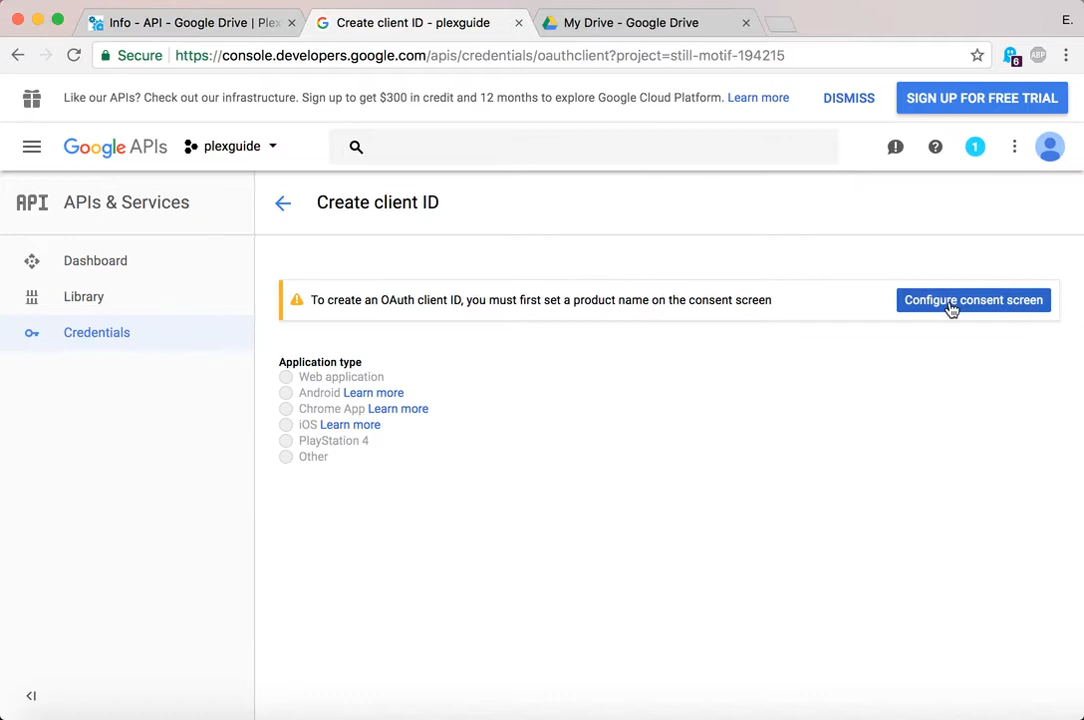 Info - API - Google Drive | Plex
Create client ID - plexguide
My Drive - Google Drive
E.
Secure
https://console.developers.google.com/apis/credentials/oauthclient?project=still-motif-194215
6
ABP
Like our APIs? Check out our infrastructure. Sign up to get $300 in credit and 12 months to explore Google Cloud Platform. Learn more
DISMISS
SIGN UP FOR FREE TRIAL
Google APIs
plexguide
1
API APIs & Services
Create client ID
Dashboard
Library
Credentials
To create an OAuth client ID, you must first set a product name on the consent screen
Configure consent screen
Application type
Web application
Android Learn more
Chrome App Learn more
iOS Learn more
PlayStation 4
Other